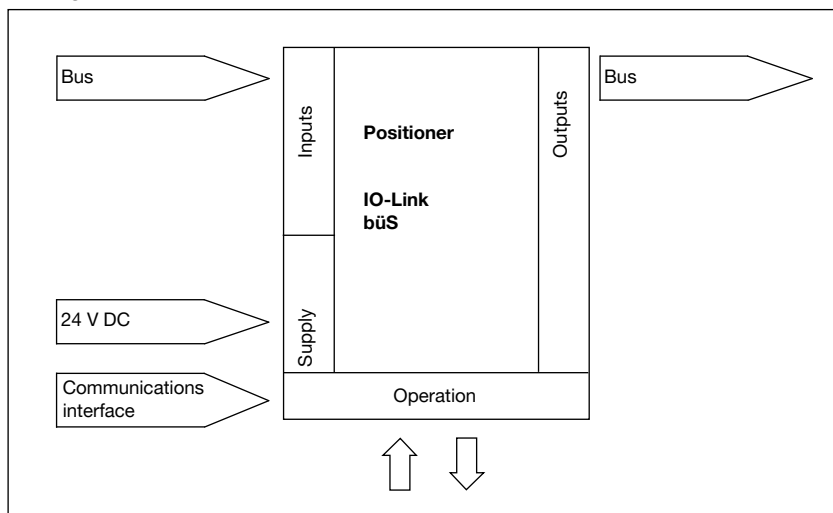 Bus
Bus
Inputs
Outputs
Positioner
IO-Link
büS
24 V DC
Supply
Communications
interface
Operation